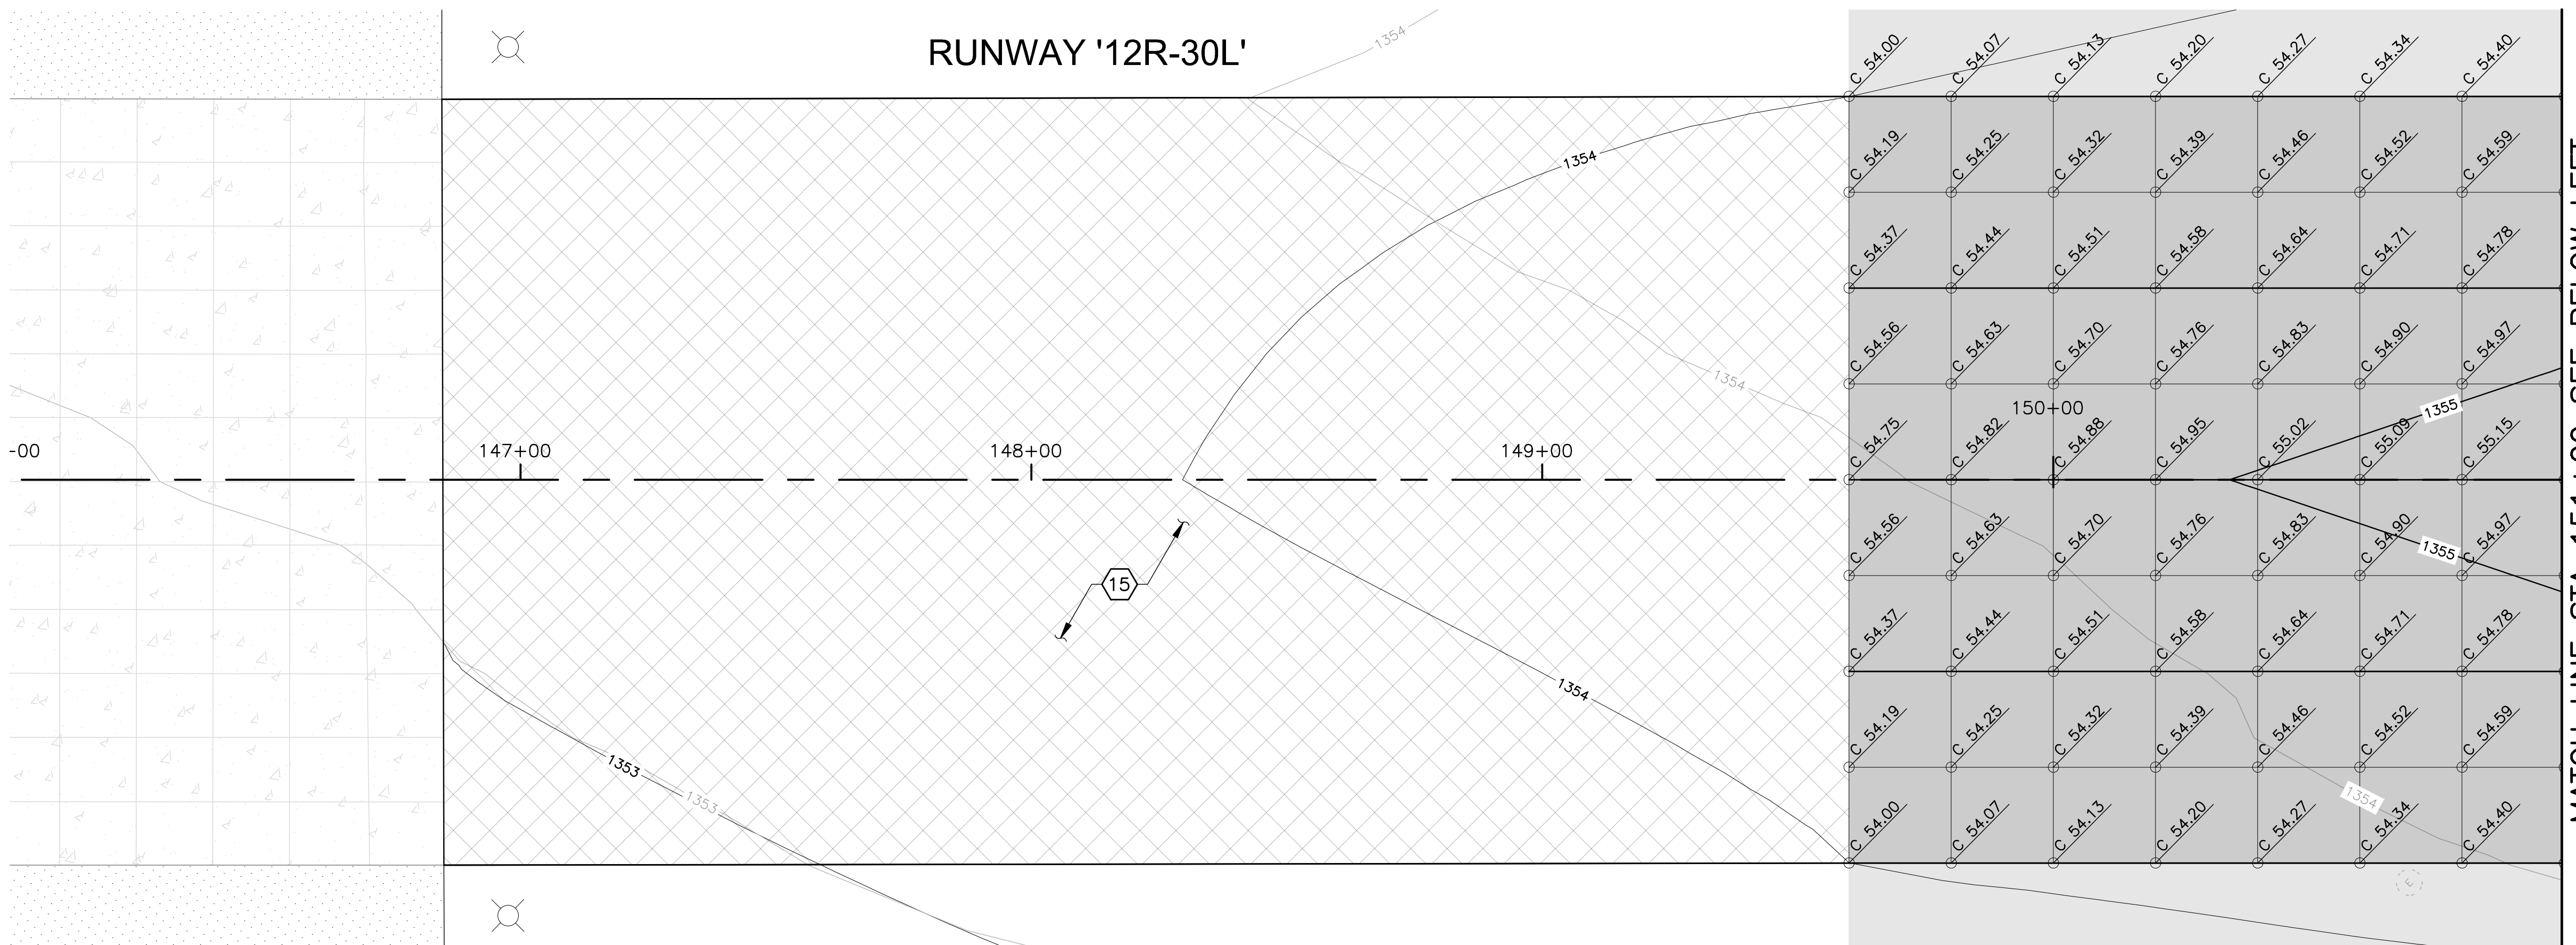 RUNWAY '12R-30L'
1354
C 54.00 C 54.07 C 54.13 C 54.20 C 54.27 C 54.34 C 54.40
1354
C 54.19 C 54.25 C 54.32 C 54.39 C 54.46 C 54.52 C 54.59
C 54.37 C 54.44 C 54.51 C 54.58 C 54.64 C 54.71 C 54.78
1354
C 54.56 C 54.63 C 54.70 C 54.76 C 54.83 C 54.90 C 54.97
150+00
1355
-00 147+00 148+00 149+00
C 54.75 C 54.82 C 54.88 C 54.95 C 55.02 C 55.09 C 55.15
C 54.56 C 54.63 C 54.70 C 54.76 C 54.83 C 54.90 C 54.97
1355
15
C 54.37 C 54.44 C 54.51 C 54.58 C 54.64 C 54.71 C 54.78
1354
C 54.19 C 54.25 C 54.32 C 54.39 C 54.46 C 54.52 C 54.59
1353
1353
1354
C 54.00 C 54.07 C 54.13 C 54.20 C 54.27 C 54.34 C 54.40
E